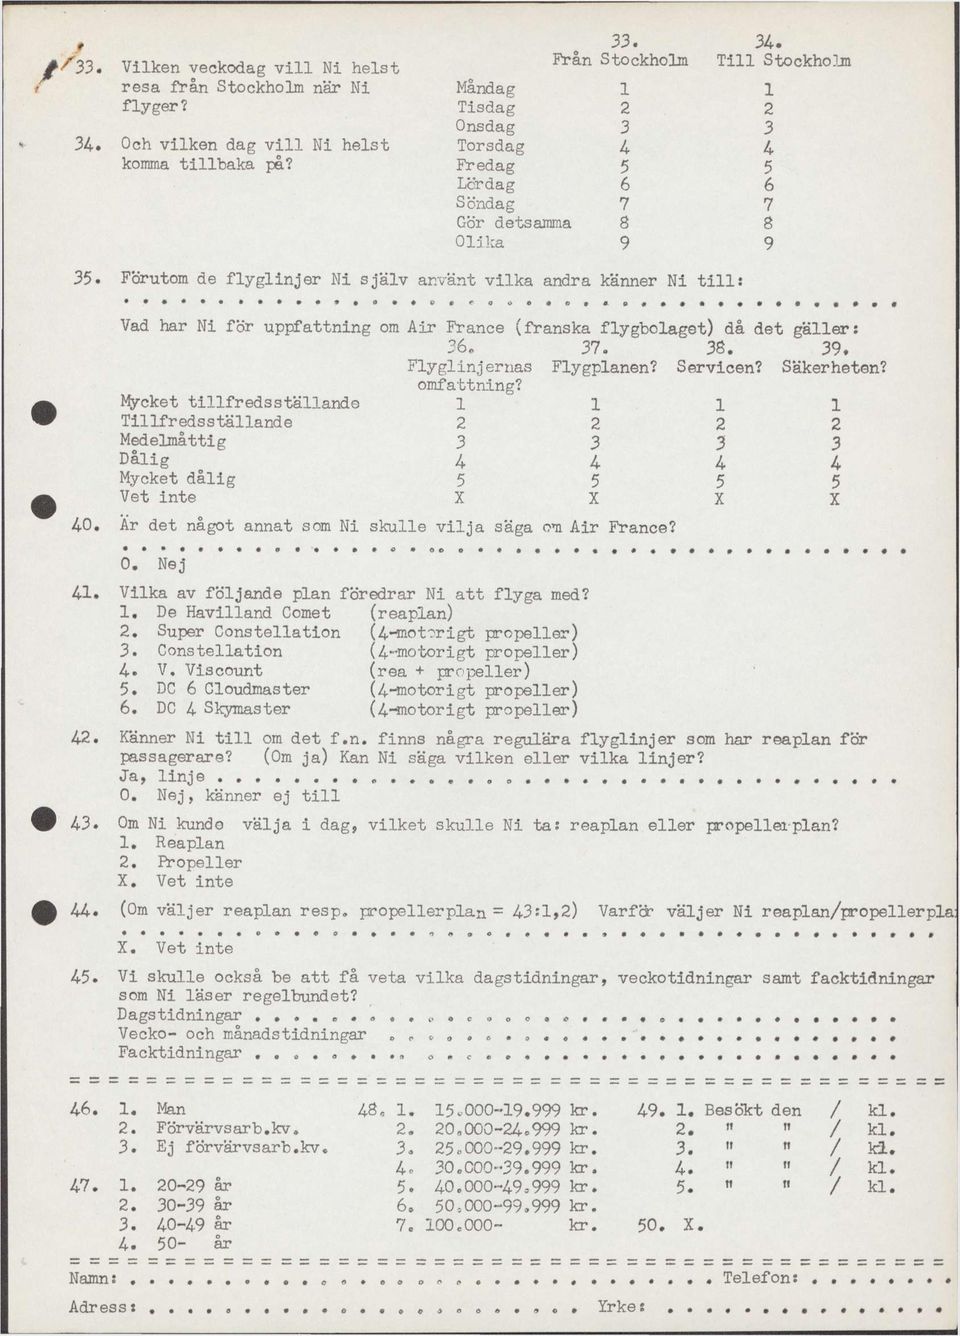 33. 34.
33. Vilken veckodag vill Ni helst Från Stockholm Till Stockholm
resa från Stockholm när Ni Måndag 1 1
flyger? Tisdag 2 2
Onsdag 3 3
34. Och vilken dag vill Ni helst Torsdag 4 4
komma tillbaka på? Fredag 5 5
Lördag 6 6
Söndag 7 7
Gör detsamma 8 8
Olika 9 9
35. Förutom de flyglinjer Ni själv använt vilka andra känner Ni till:
Vad har Ni för uppfattning om Air France (franska flygbolaget) då det gäller:
36. 37. 38. 39.
Flyglinjernas Flygplanen? Servicen? Säkerheten?
omfattning?
Mycket tillfredsställande 1 1 1 1
Tillfredsställande 2 2 2 2
Medelmåttig 3 3 3 3
Dålig 4 4 4 4
Mycket dålig 5 5 5 5
Vet inte X X X X
40. Är det något annat som Ni skulle vilja säga om Air France?
0. Nej
41. Vilka av följande plan föredrar Ni att flyga med?
1. De Havilland Comet (reaplan)
2. Super Constellation (4-motorigt propeller)
3. Constellation (4-motorigt propeller)
4. V. Viscount (rea + propeller)
5. DC 6 Cloudmaster (4-motorigt propeller)
6. DC 4 Skymaster (4-motorigt propeller)
42. Känner Ni till om det f.n. finns några regulära flyglinjer som har reaplan för
passagerare? (Om ja) Kan Ni säga vilken eller vilka linjer?
Ja, linje . . . . . . . . . . . . . . . . . . . . . . . . . . . . . . . . . . . .
0. Nej, känner ej till
43. Om Ni kunde välja i dag, vilket skulle Ni ta: reaplan eller propellerplan?
1. Reaplan
2. Propeller
X. Vet inte
44. (Om väljer reaplan resp. propellerplan = 43:1,2) Varför väljer Ni reaplan/propellerpla
X. Vet inte
45. Vi skulle också be att få veta vilka dagstidningar, veckotidningar samt facktidningar
som Ni läser regelbundet?
Dagstidningar . . . . . . . . . . . . . . . . . . . . . . . . . . . . . . . . . .
Vecko- och månadstidningar . . . . . . . . . . . . . . . . . . . . . . . . . . .
Facktidningar . . . . . . . . . . . . . . . . . . . . . . . . . . . . . . . . . .
46. 1. Man 48. 1. 15.000-19.999 kr. 49. 1. Besökt den / kl.
2. Förvärvsarb.kv. 2. 20.000-24.999 kr. 2. " " / kl.
3. Ej förvärvsarb.kv. 3. 25.000-29.999 kr. 3. " " / kl.
4. 30.000-39.999 kr. 4. " " / kl.
47. 1. 20-29 år 5. 40.000-49.999 kr. 5. " " / kl.
2. 30-39 år 6. 50.000-99.999 kr.
3. 40-49 år 7. 100.000- kr. 50. X.
4. 50- år
Namn: . . . . . . . . . . . . . . . . . . . . . . . . . . . . . . Telefon: . . . . . . . .
Adress: . . . . . . . . . . . . . . . . . . . . . . . Yrke: . . . . . . . . . . . . . . .